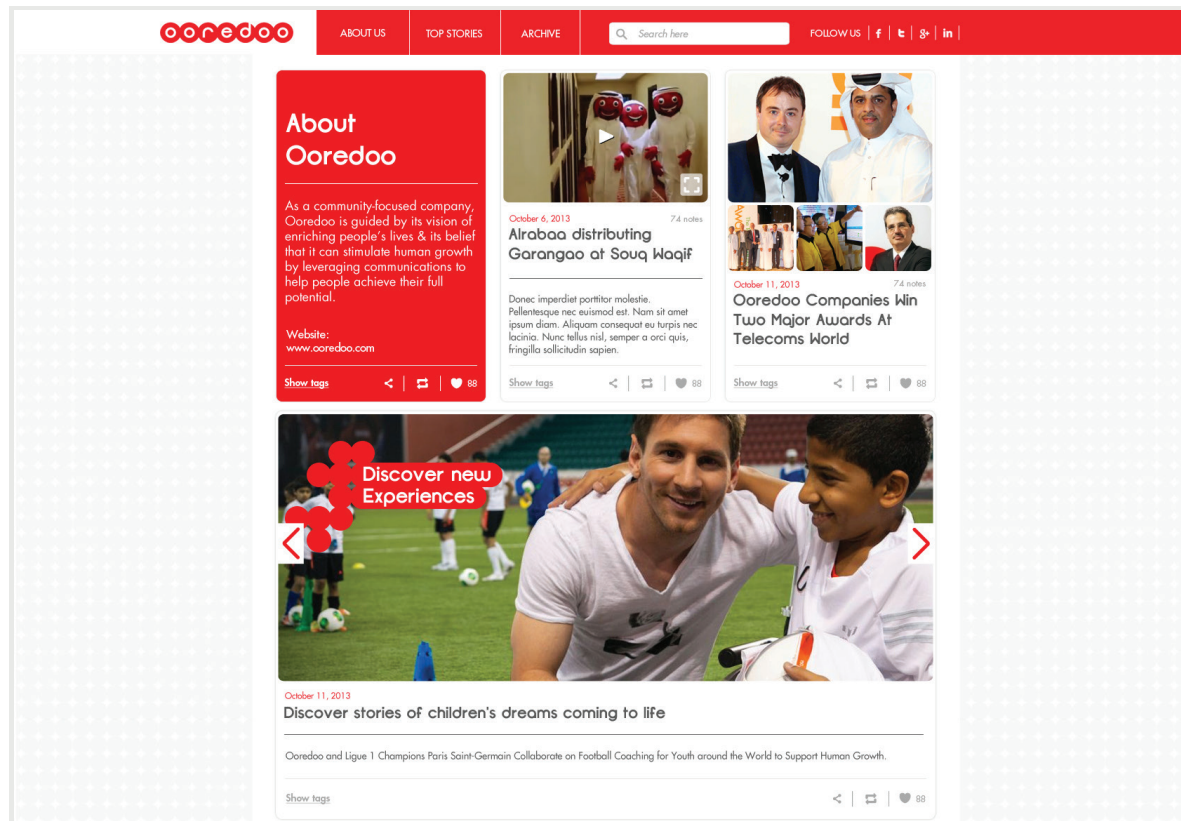 ooredoo
ABOUT US
TOP STORIES
ARCHIVE
Search here
FOLLOW US
About
Ooredoo
As a community-focused company,
Ooredoo is guided by its vision of
enriching people's lives & its belief
that it can stimulate human growth
by leveraging communications to
help people achieve their full
potential.
Website:
www.ooredoo.com
Show tags
88
October 6, 2013
74 notes
Alrabaa distributing
Garangao at Souq Waqif
Donec imperdiet porttitor molestie.
Pellentesque nec euismod est. Nam sit amet
ipsum diam. Aliquam consequat eu turpis nec
lacinia. Nunc tellus nisl, semper a orci quis,
fringilla sollicitudin sapien.
Show tags
88
October 11, 2013
74 notes
Ooredoo Companies Win
Two Major Awards At
Telecoms World
Show tags
88
Discover new
Experiences
October 11, 2013
Discover stories of children's dreams coming to life
Ooredoo and Ligue 1 Champions Paris Saint-Germain Collaborate on Football Coaching for Youth around the World to Support Human Growth.
Show tags
88